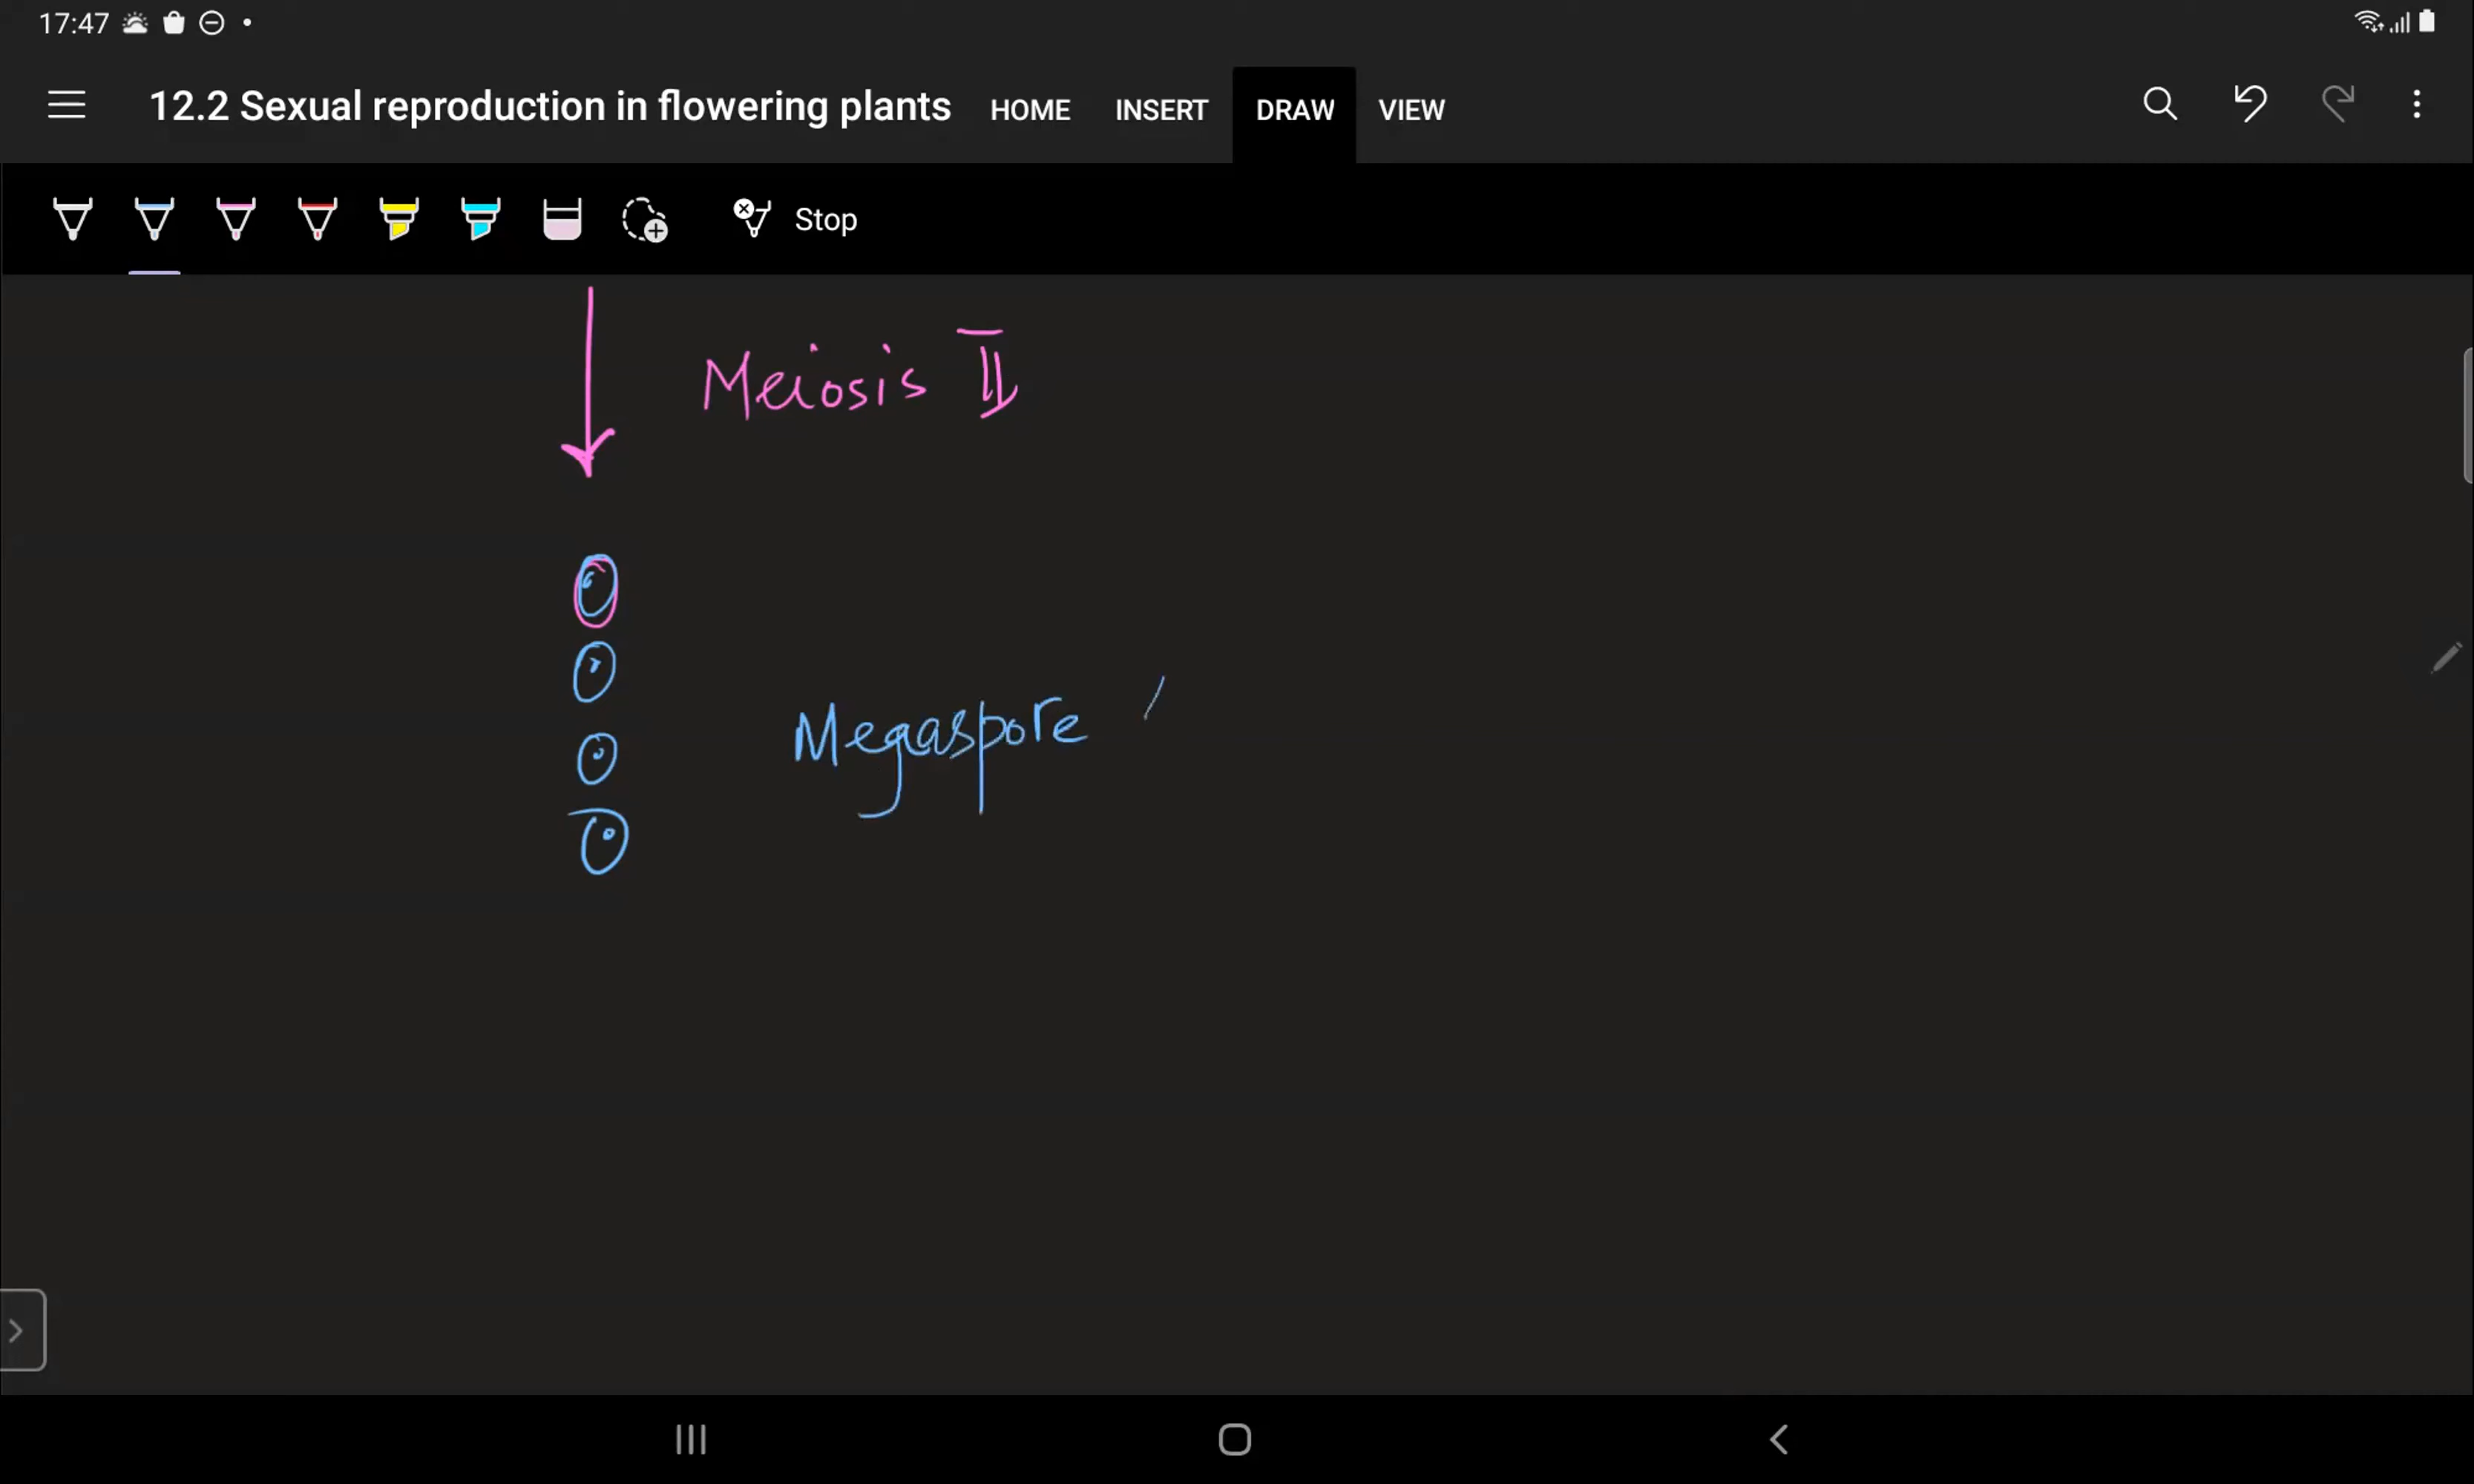 17:47
12.2 Sexual reproduction in flowering plants HOME INSERT DRAW VIEW
Stop
Meiosis II
Megaspore (